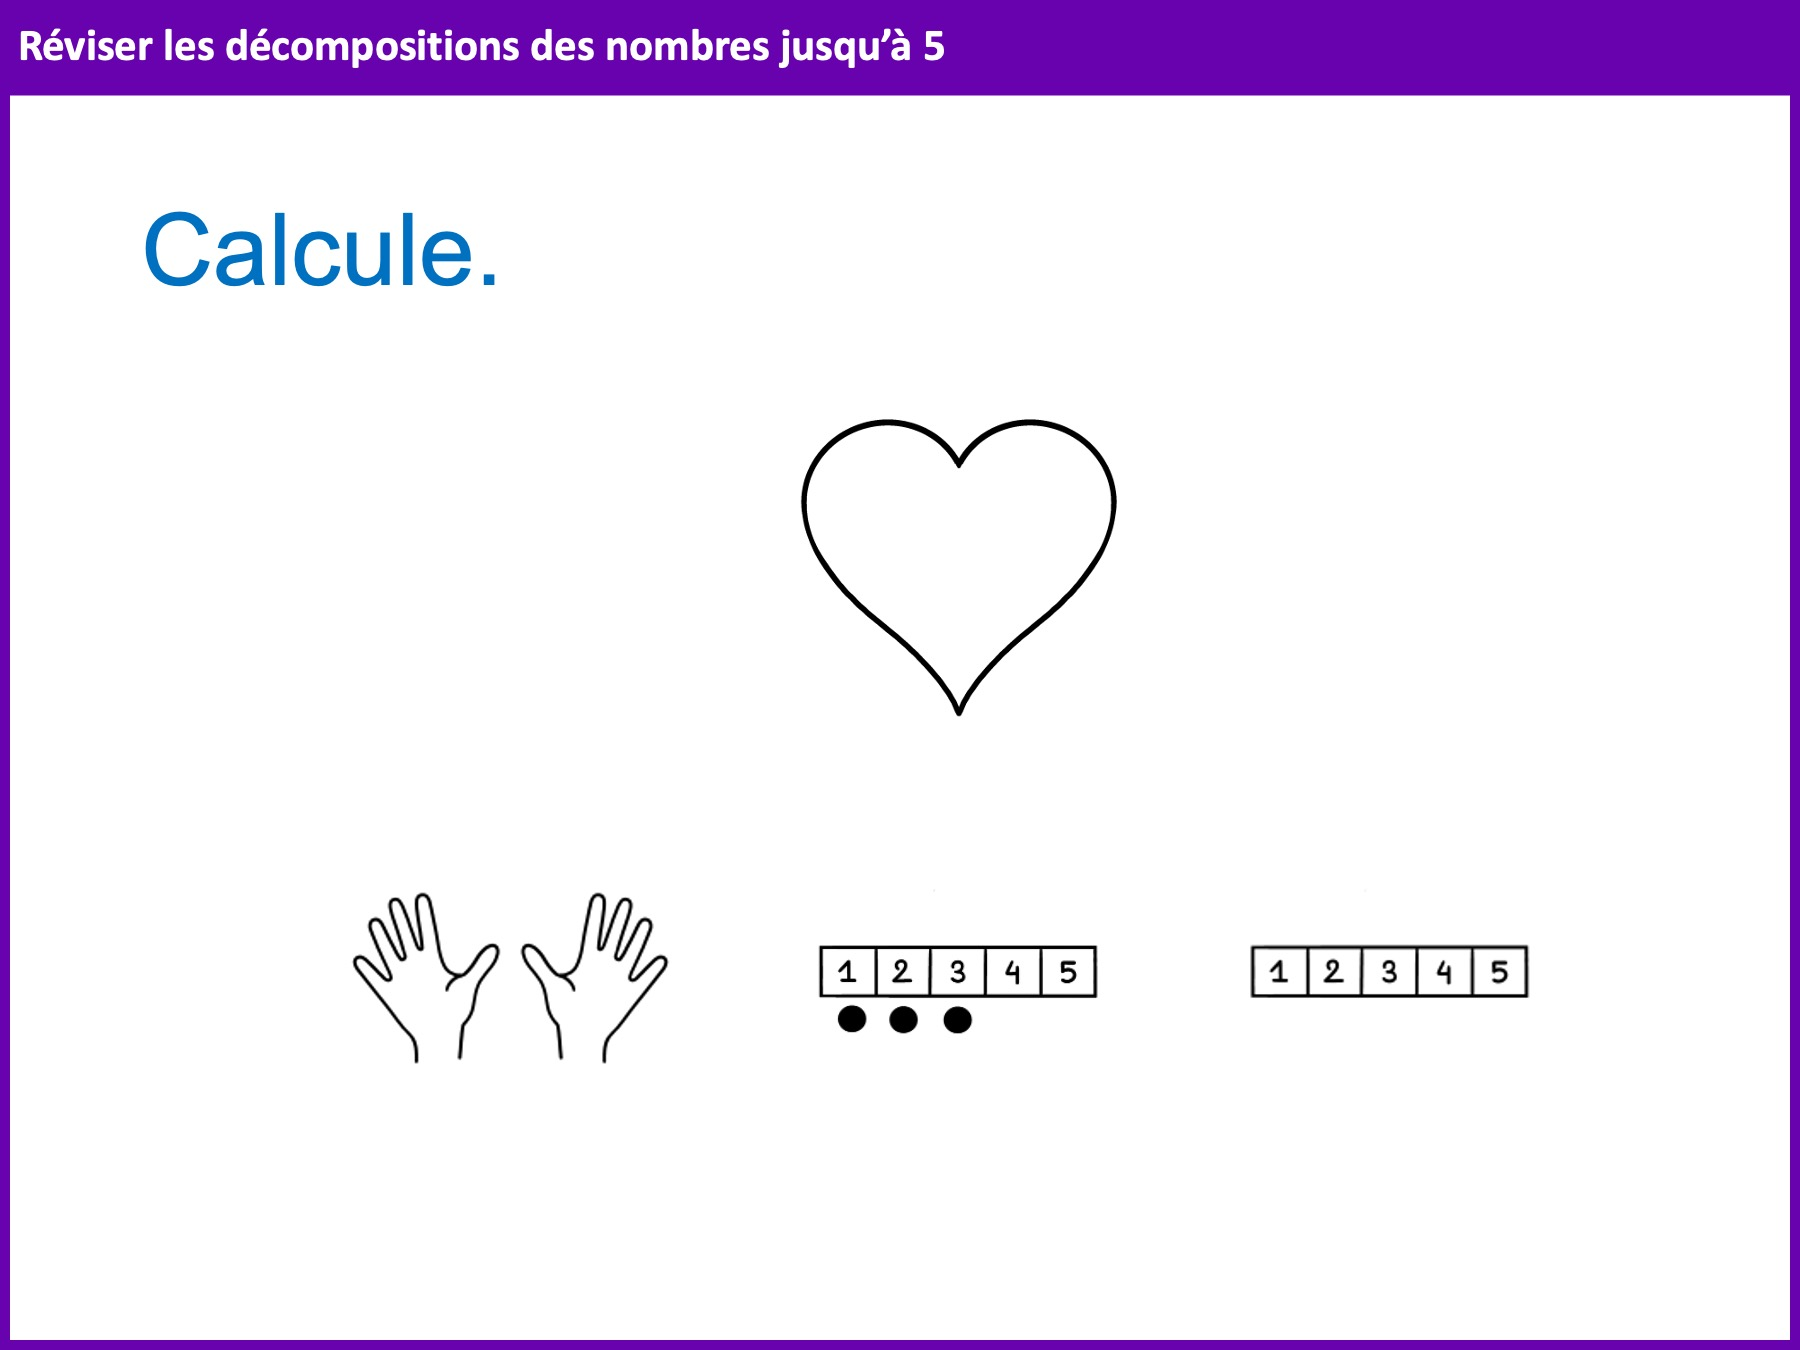 Réviser les décompositions des nombres jusqu’à 5
Calcule.
1 2 3 4 5
1 2 3 4 5